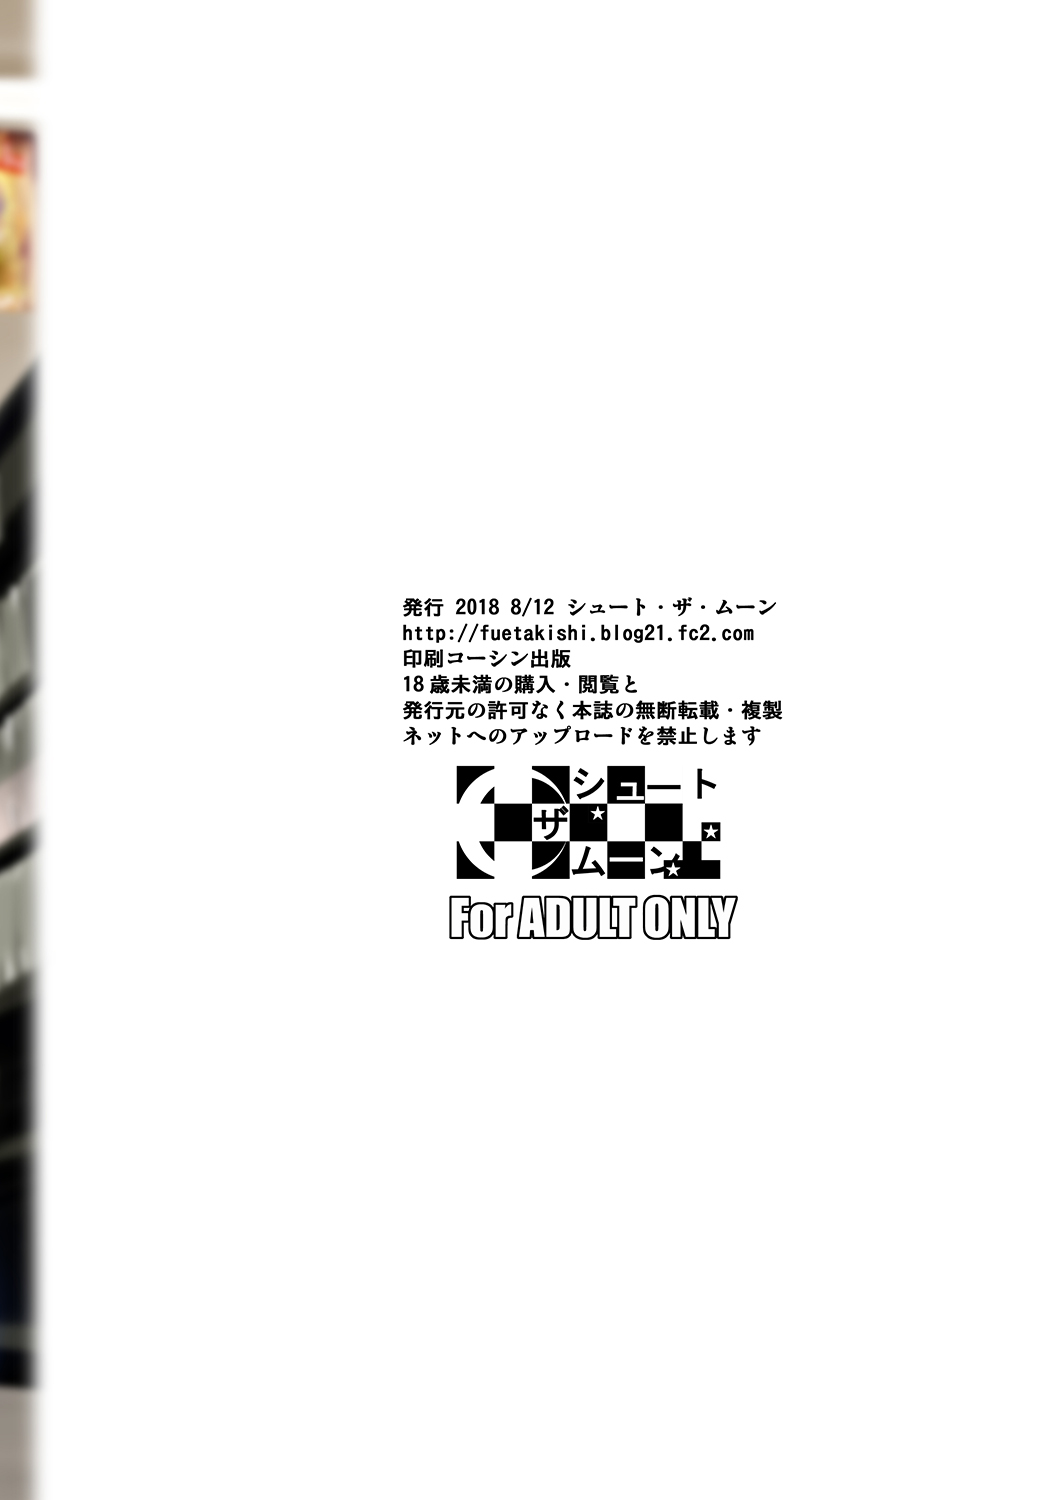 発行 2018 8/12 シュート・ザ・ムーン
http://fuetakishi.blog21.fc2.com
印刷コーシン出版
18歳未満の購入・閲覧と
発行元の許可なく本誌の無断転載・複製
ネットへのアップロードを禁止します
シュート
ザ
ムーン
For ADULT ONLY